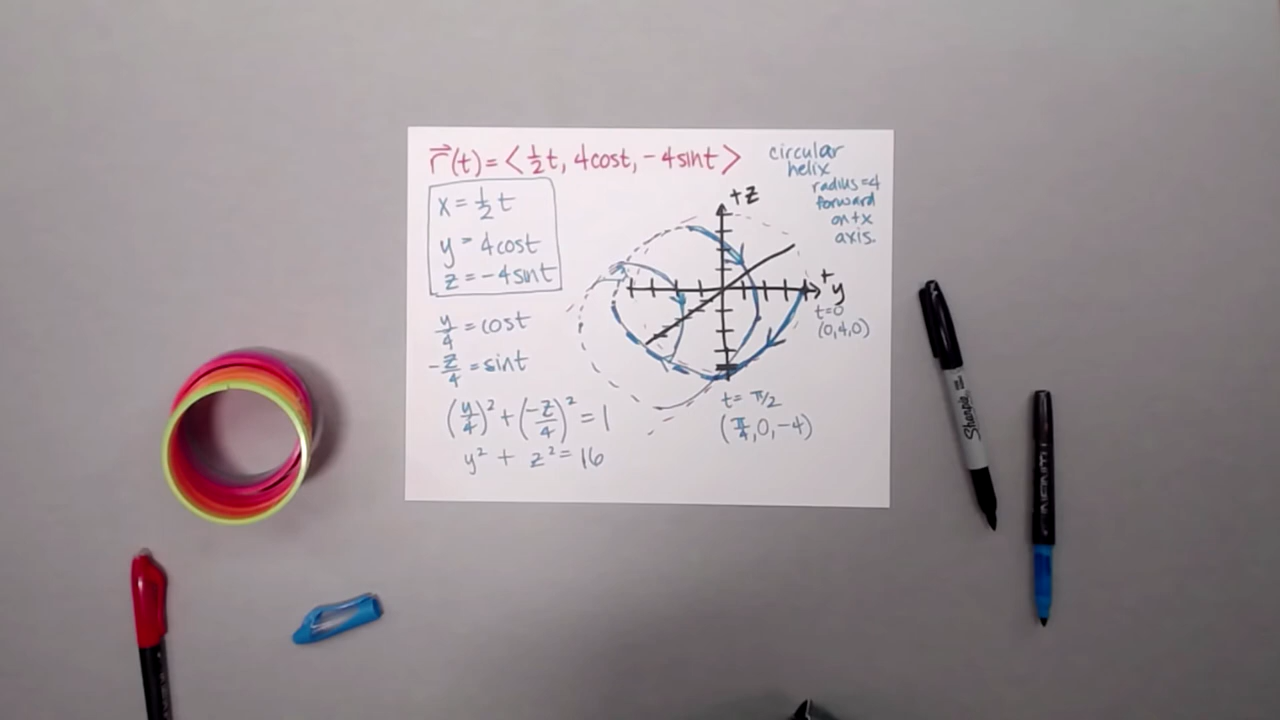 r⃗(t) = < ½t, 4cost, -4sint >
x = ½t
y = 4cost
z = -4sint
y/4 = cost
-z/4 = sint
(y/4)² + (-z/4)² = 1
y² + z² = 16
circular
helix
radius=4
forward
on +x
axis.
+z
+y
t=0
(0,4,0)
t= π/2
(π/4, 0, -4)
Sharpie
INFINITI